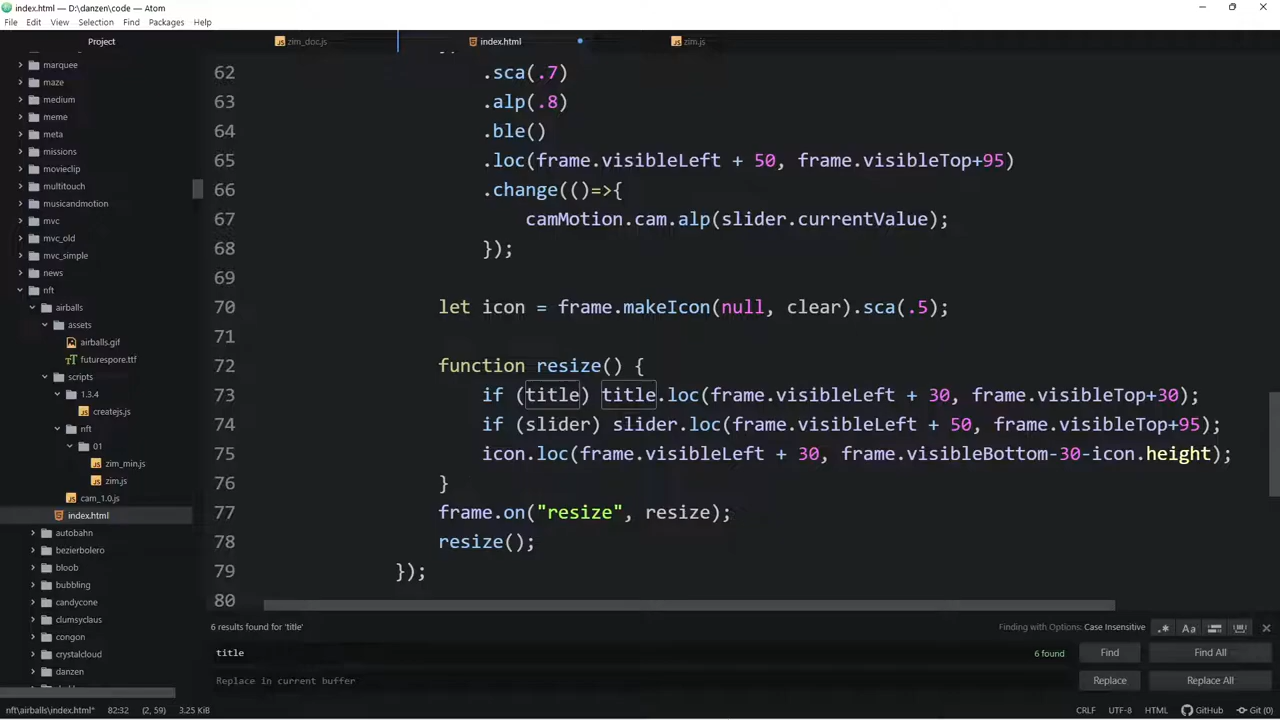 index.html — D:\danzen\code — Atom
File Edit View Selection Find Packages Help
Project
zim_doc.js
index.html
zim.js
marquee
maze
medium
meme
meta
missions
movieclip
multitouch
musicandmotion
mvc
mvc_old
mvc_simple
news
nft
airballs
assets
airballs.gif
futurespore.ttf
scripts
1.3.4
createjs.js
nft
01
zim_min.js
zim.js
cam_1.0.js
index.html
autobahn
bezierbolero
bloob
bubbling
candycone
clumsyclaus
congon
crystalcloud
danzen
62 .sca(.7)
63 .alp(.8)
64 .ble()
65 .loc(frame.visibleLeft + 50, frame.visibleTop+95)
66 .change(()=>{
67 camMotion.cam.alp(slider.currentValue);
68 });
69
70 let icon = frame.makeIcon(null, clear).sca(.5);
71
72 function resize() {
73 if (title) title.loc(frame.visibleLeft + 30, frame.visibleTop+30);
74 if (slider) slider.loc(frame.visibleLeft + 50, frame.visibleTop+95);
75 icon.loc(frame.visibleLeft + 30, frame.visibleBottom-30-icon.height);
76 }
77 frame.on("resize", resize);
78 resize();
79 });
80
6 results found for 'title'
Finding with Options: Case Insensitive
.* Aa
title 6 found Find Find All
Replace in current buffer Replace Replace All
nft\airballs\index.html* 82:32 (2, 59) 3.25 KiB CRLF UTF-8 HTML GitHub Git (0)